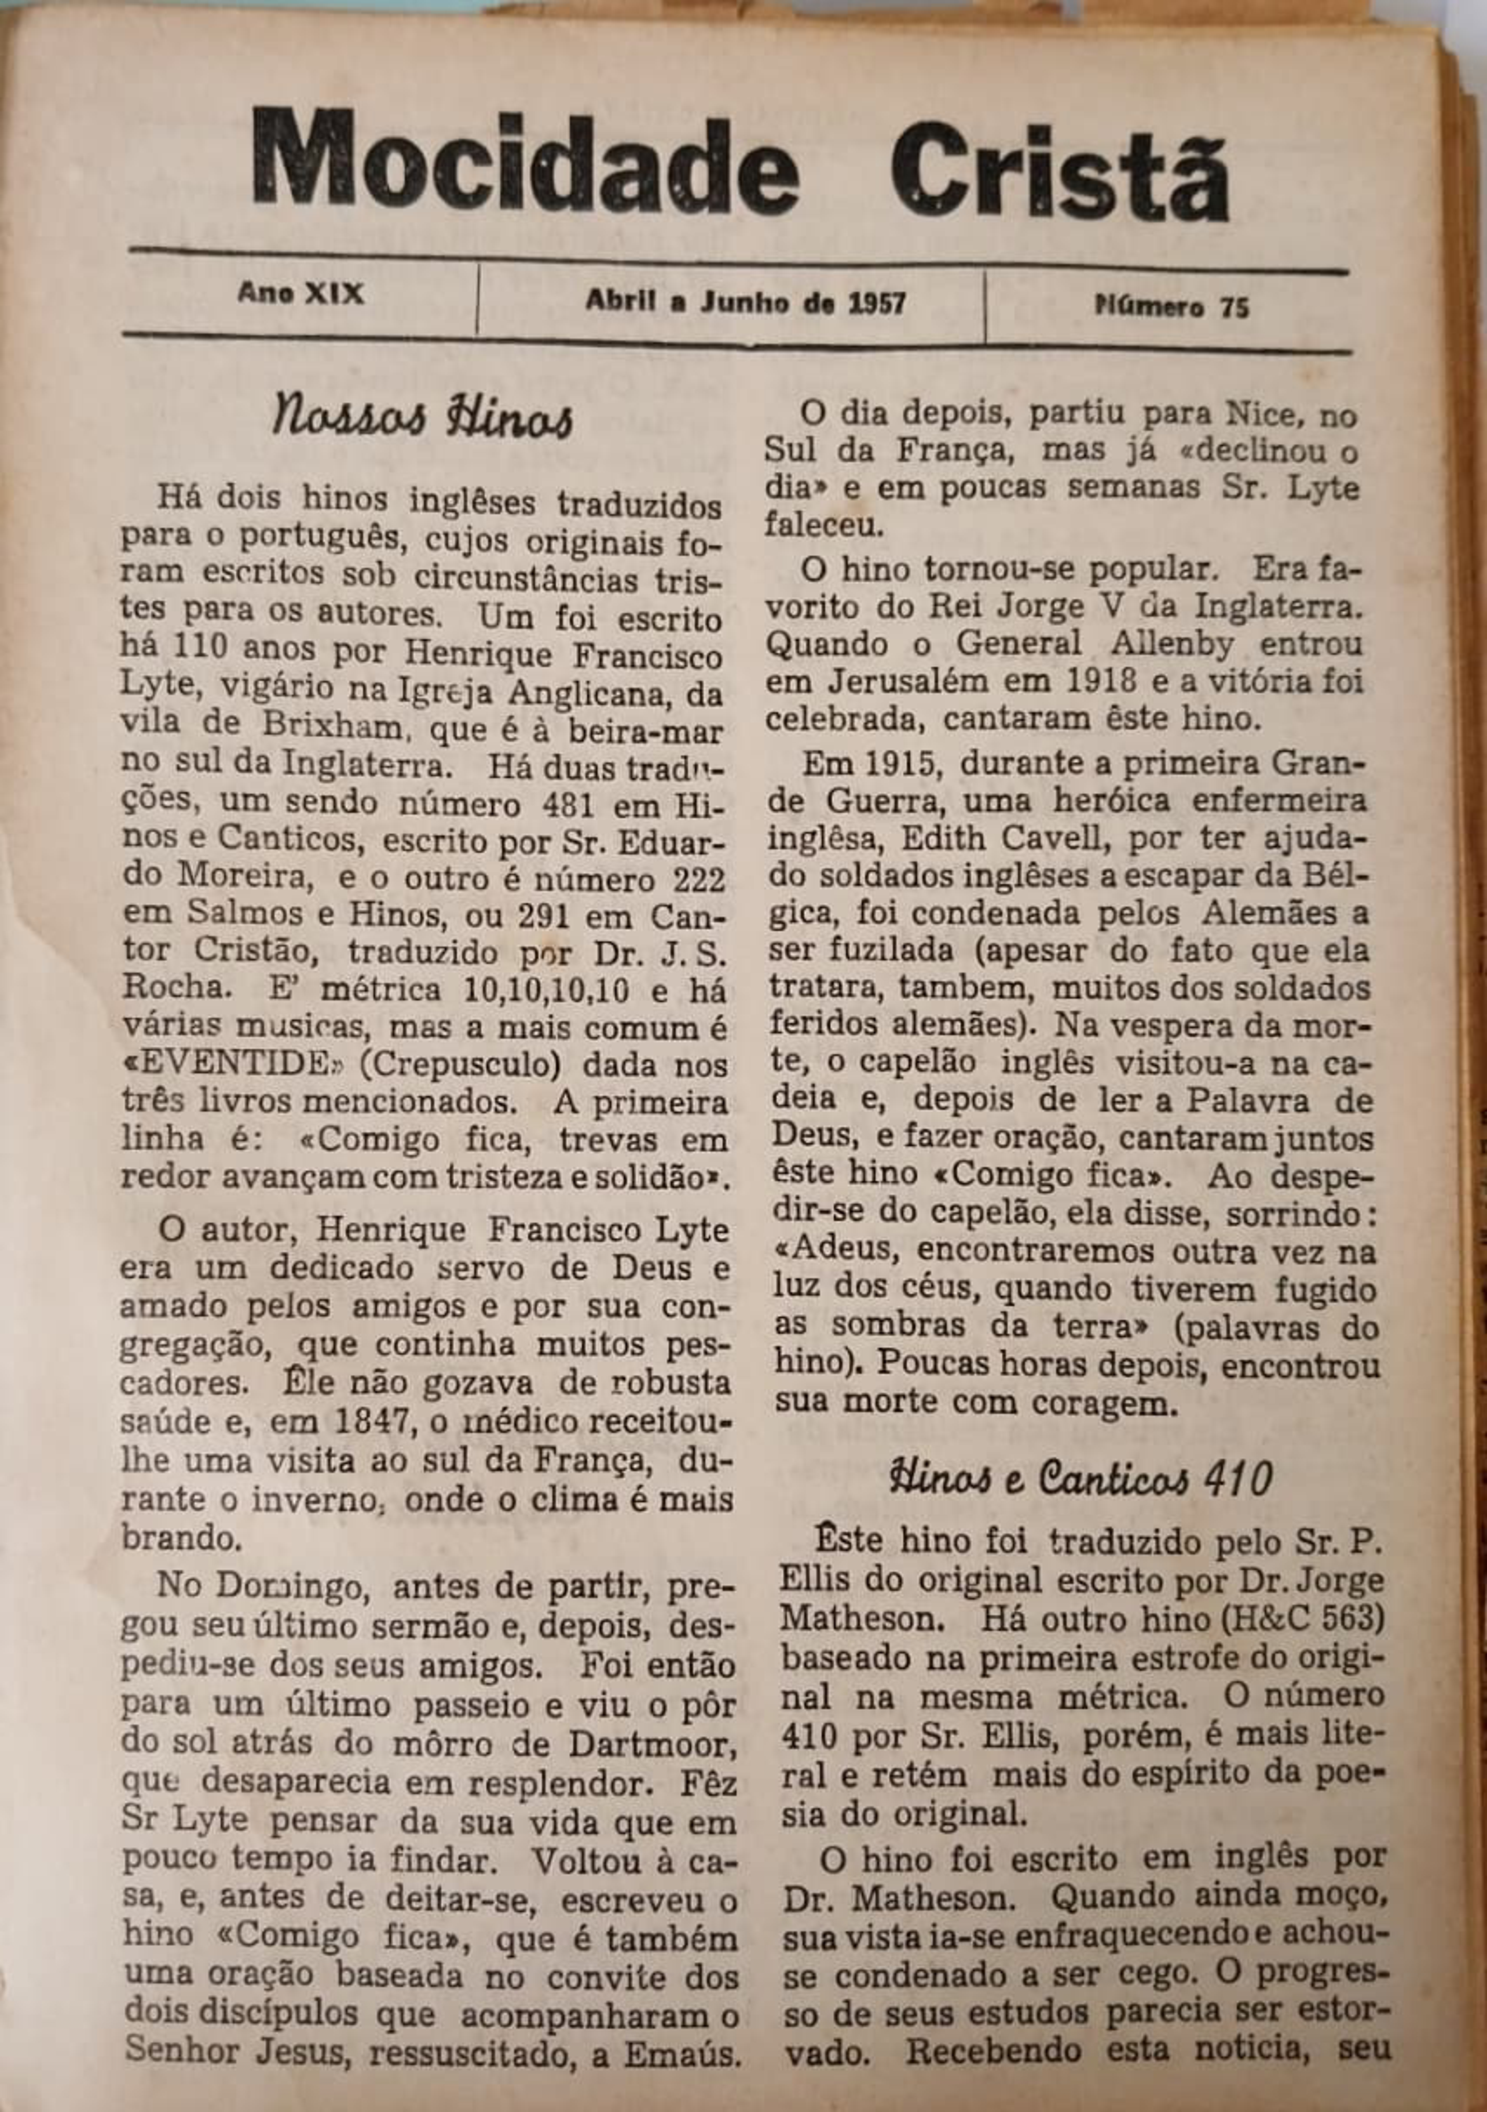 Mocidade Cristã
Ano XIX
Abril a Junho de 1957
Número 75
Nossos Hinos
Há dois hinos inglêses traduzidos
para o português, cujos originais fo-
ram escritos sob circunstâncias tris-
tes para os autores. Um foi escrito
há 110 anos por Henrique Francisco
Lyte, vigário na Igreja Anglicana, da
vila de Brixham, que é à beira-mar
no sul da Inglaterra. Há duas tradu-
ções, um sendo número 481 em Hi-
nos e Canticos, escrito por Sr. Eduar-
do Moreira, e o outro é número 222
em Salmos e Hinos, ou 291 em Can-
tor Cristão, traduzido por Dr. J. S.
Rocha. E' métrica 10,10,10,10 e há
várias musicas, mas a mais comum é
«EVENTIDE» (Crepusculo) dada nos
três livros mencionados. A primeira
linha é: «Comigo fica, trevas em
redor avançam com tristeza e solidão».
O autor, Henrique Francisco Lyte
era um dedicado servo de Deus e
amado pelos amigos e por sua con-
gregação, que continha muitos pes-
cadores. Êle não gozava de robusta
saúde e, em 1847, o médico receitou-
lhe uma visita ao sul da França, du-
rante o inverno, onde o clima é mais
brando.
No Domingo, antes de partir, pre-
gou seu último sermão e, depois, des-
pediu-se dos seus amigos. Foi então
para um último passeio e viu o pôr
do sol atrás do môrro de Dartmoor,
que desaparecia em resplendor. Fêz
Sr Lyte pensar da sua vida que em
pouco tempo ia findar. Voltou à ca-
sa, e, antes de deitar-se, escreveu o
hino «Comigo fica», que é também
uma oração baseada no convite dos
dois discípulos que acompanharam o
Senhor Jesus, ressuscitado, a Emaús.
O dia depois, partiu para Nice, no
Sul da França, mas já «declinou o
dia» e em poucas semanas Sr. Lyte
faleceu.
O hino tornou-se popular. Era fa-
vorito do Rei Jorge V da Inglaterra.
Quando o General Allenby entrou
em Jerusalém em 1918 e a vitória foi
celebrada, cantaram êste hino.
Em 1915, durante a primeira Gran-
de Guerra, uma heróica enfermeira
inglêsa, Edith Cavell, por ter ajuda-
do soldados inglêses a escapar da Bél-
gica, foi condenada pelos Alemães a
ser fuzilada (apesar do fato que ela
tratara, tambem, muitos dos soldados
feridos alemães). Na vespera da mor-
te, o capelão inglês visitou-a na ca-
deia e, depois de ler a Palavra de
Deus, e fazer oração, cantaram juntos
êste hino «Comigo fica». Ao despe-
dir-se do capelão, ela disse, sorrindo:
«Adeus, encontraremos outra vez na
luz dos céus, quando tiverem fugido
as sombras da terra» (palavras do
hino). Poucas horas depois, encontrou
sua morte com coragem.
Hinos e Canticos 410
Êste hino foi traduzido pelo Sr. P.
Ellis do original escrito por Dr. Jorge
Matheson. Há outro hino (H&C 563)
baseado na primeira estrofe do origi-
nal na mesma métrica. O número
410 por Sr. Ellis, porém, é mais lite-
ral e retém mais do espírito da poe-
sia do original.
O hino foi escrito em inglês por
Dr. Matheson. Quando ainda moço,
sua vista ia-se enfraquecendo e achou-
se condenado a ser cego. O progres-
so de seus estudos parecia ser estor-
vado. Recebendo esta noticia, seu